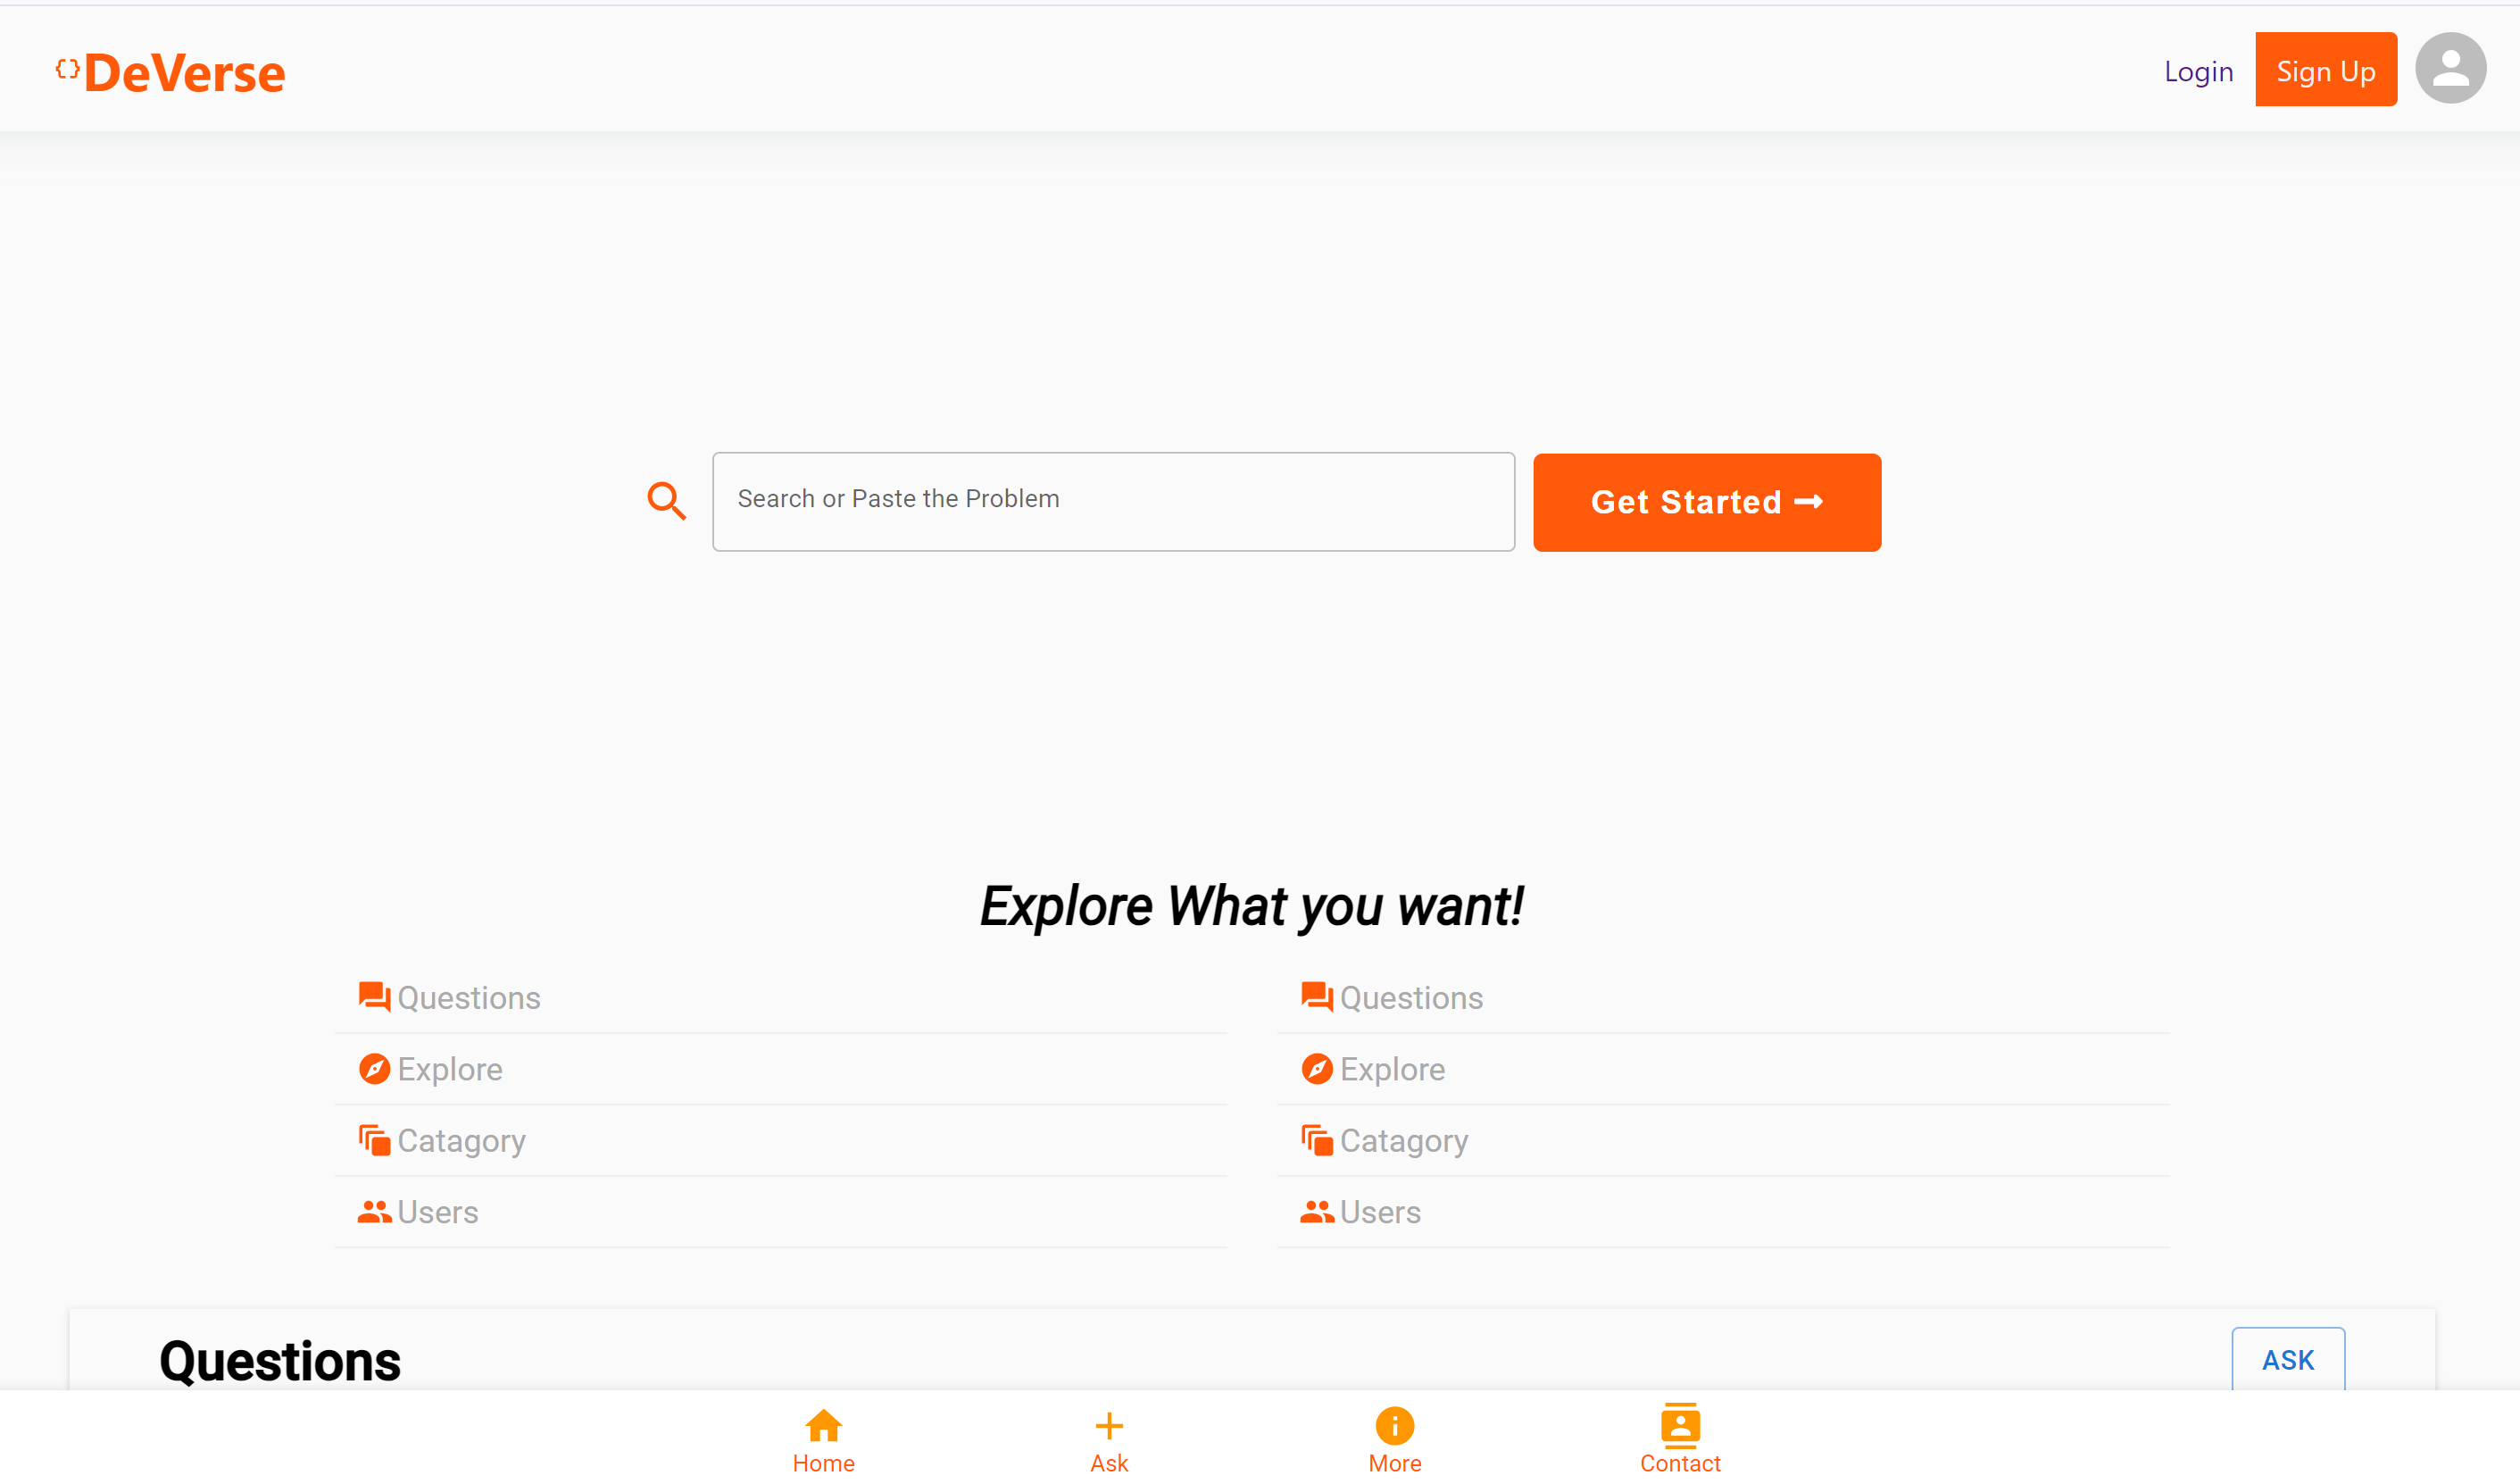 {}DeVerse
Login
Sign Up
Search or Paste the Problem
Get Started →
Explore What you want!
Questions
Explore
Catagory
Users
Questions
Explore
Catagory
Users
Questions
ASK
Home
Ask
More
Contact